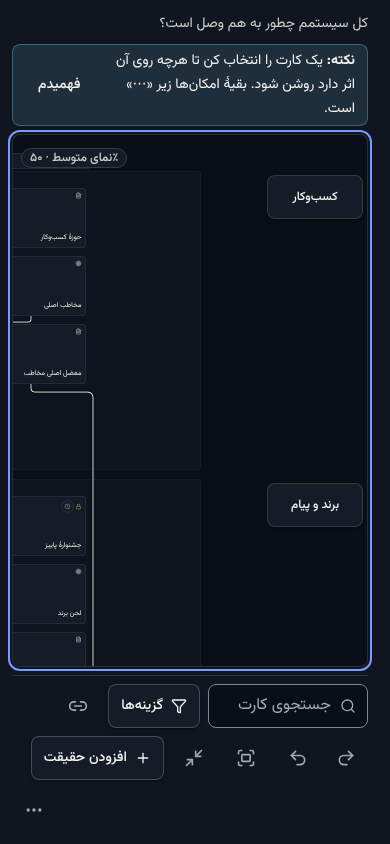 کل سیستمم چطور به هم وصل است؟
نکته: یک کارت را انتخاب کن تا هرچه روی آن
اثر دارد روشن شود. بقیهٔ امکان‌ها زیر «···»
است.
فهمیدم
نمای متوسط · ۵۰٪
کسب‌وکار
حوزهٔ کسب‌وکار
مخاطب اصلی
معضل اصلی مخاطب
برند و پیام
جشنوارهٔ پاییز
لحن برند
جستجوی کارت
گزینه‌ها
افزودن حقیقت